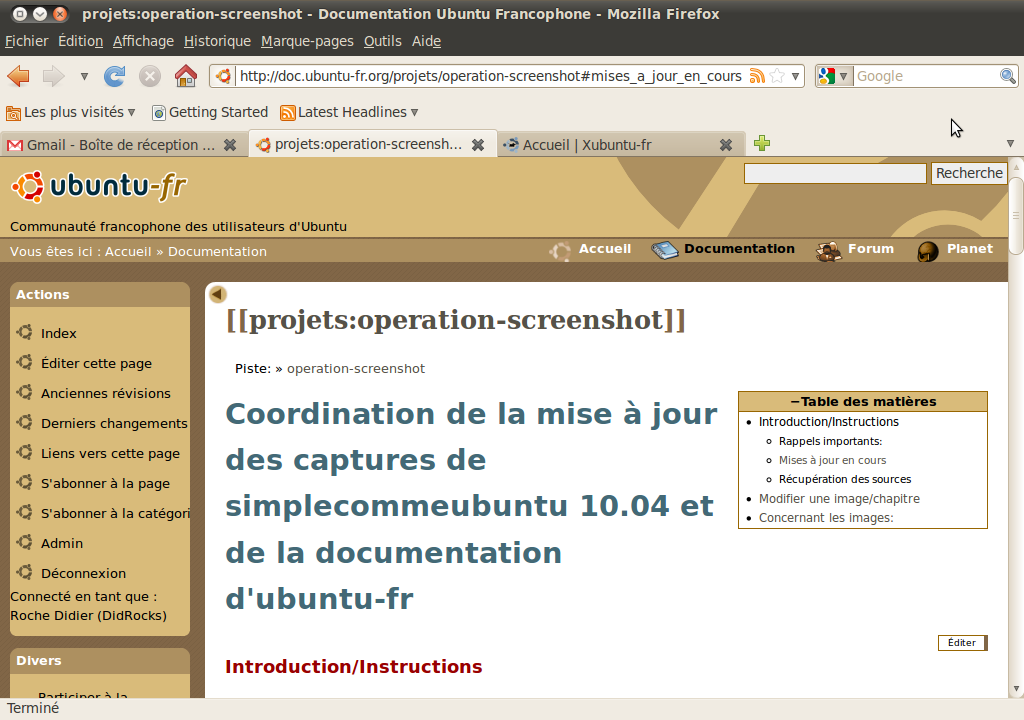 projets:operation-screenshot - Documentation Ubuntu Francophone - Mozilla Firefox
Fichier Édition Affichage Historique Marque-pages Outils Aide
http://doc.ubuntu-fr.org/projets/operation-screenshot#mises_a_jour_en_cours Google
Les plus visités Getting Started Latest Headlines
Gmail - Boîte de réception ... projets:operation-screensh... Accueil | Xubuntu-fr
ubuntu-fr
Recherche
Communauté francophone des utilisateurs d'Ubuntu
Vous êtes ici : Accueil » Documentation Accueil Documentation Forum Planet
Actions
Index
Éditer cette page
Anciennes révisions
Derniers changements
Liens vers cette page
S'abonner à la page
S'abonner à la catégori
Admin
Déconnexion
Connecté en tant que :
Roche Didier (DidRocks)
Divers
Participer à la
[[projets:operation-screenshot]]
Piste: » operation-screenshot
Coordination de la mise à jour
des captures de
simplecommeubuntu 10.04 et
de la documentation
d'ubuntu-fr
−Table des matières
Introduction/Instructions
Rappels importants:
Mises à jour en cours
Récupération des sources
Modifier une image/chapitre
Concernant les images:
Éditer
Introduction/Instructions
Terminé